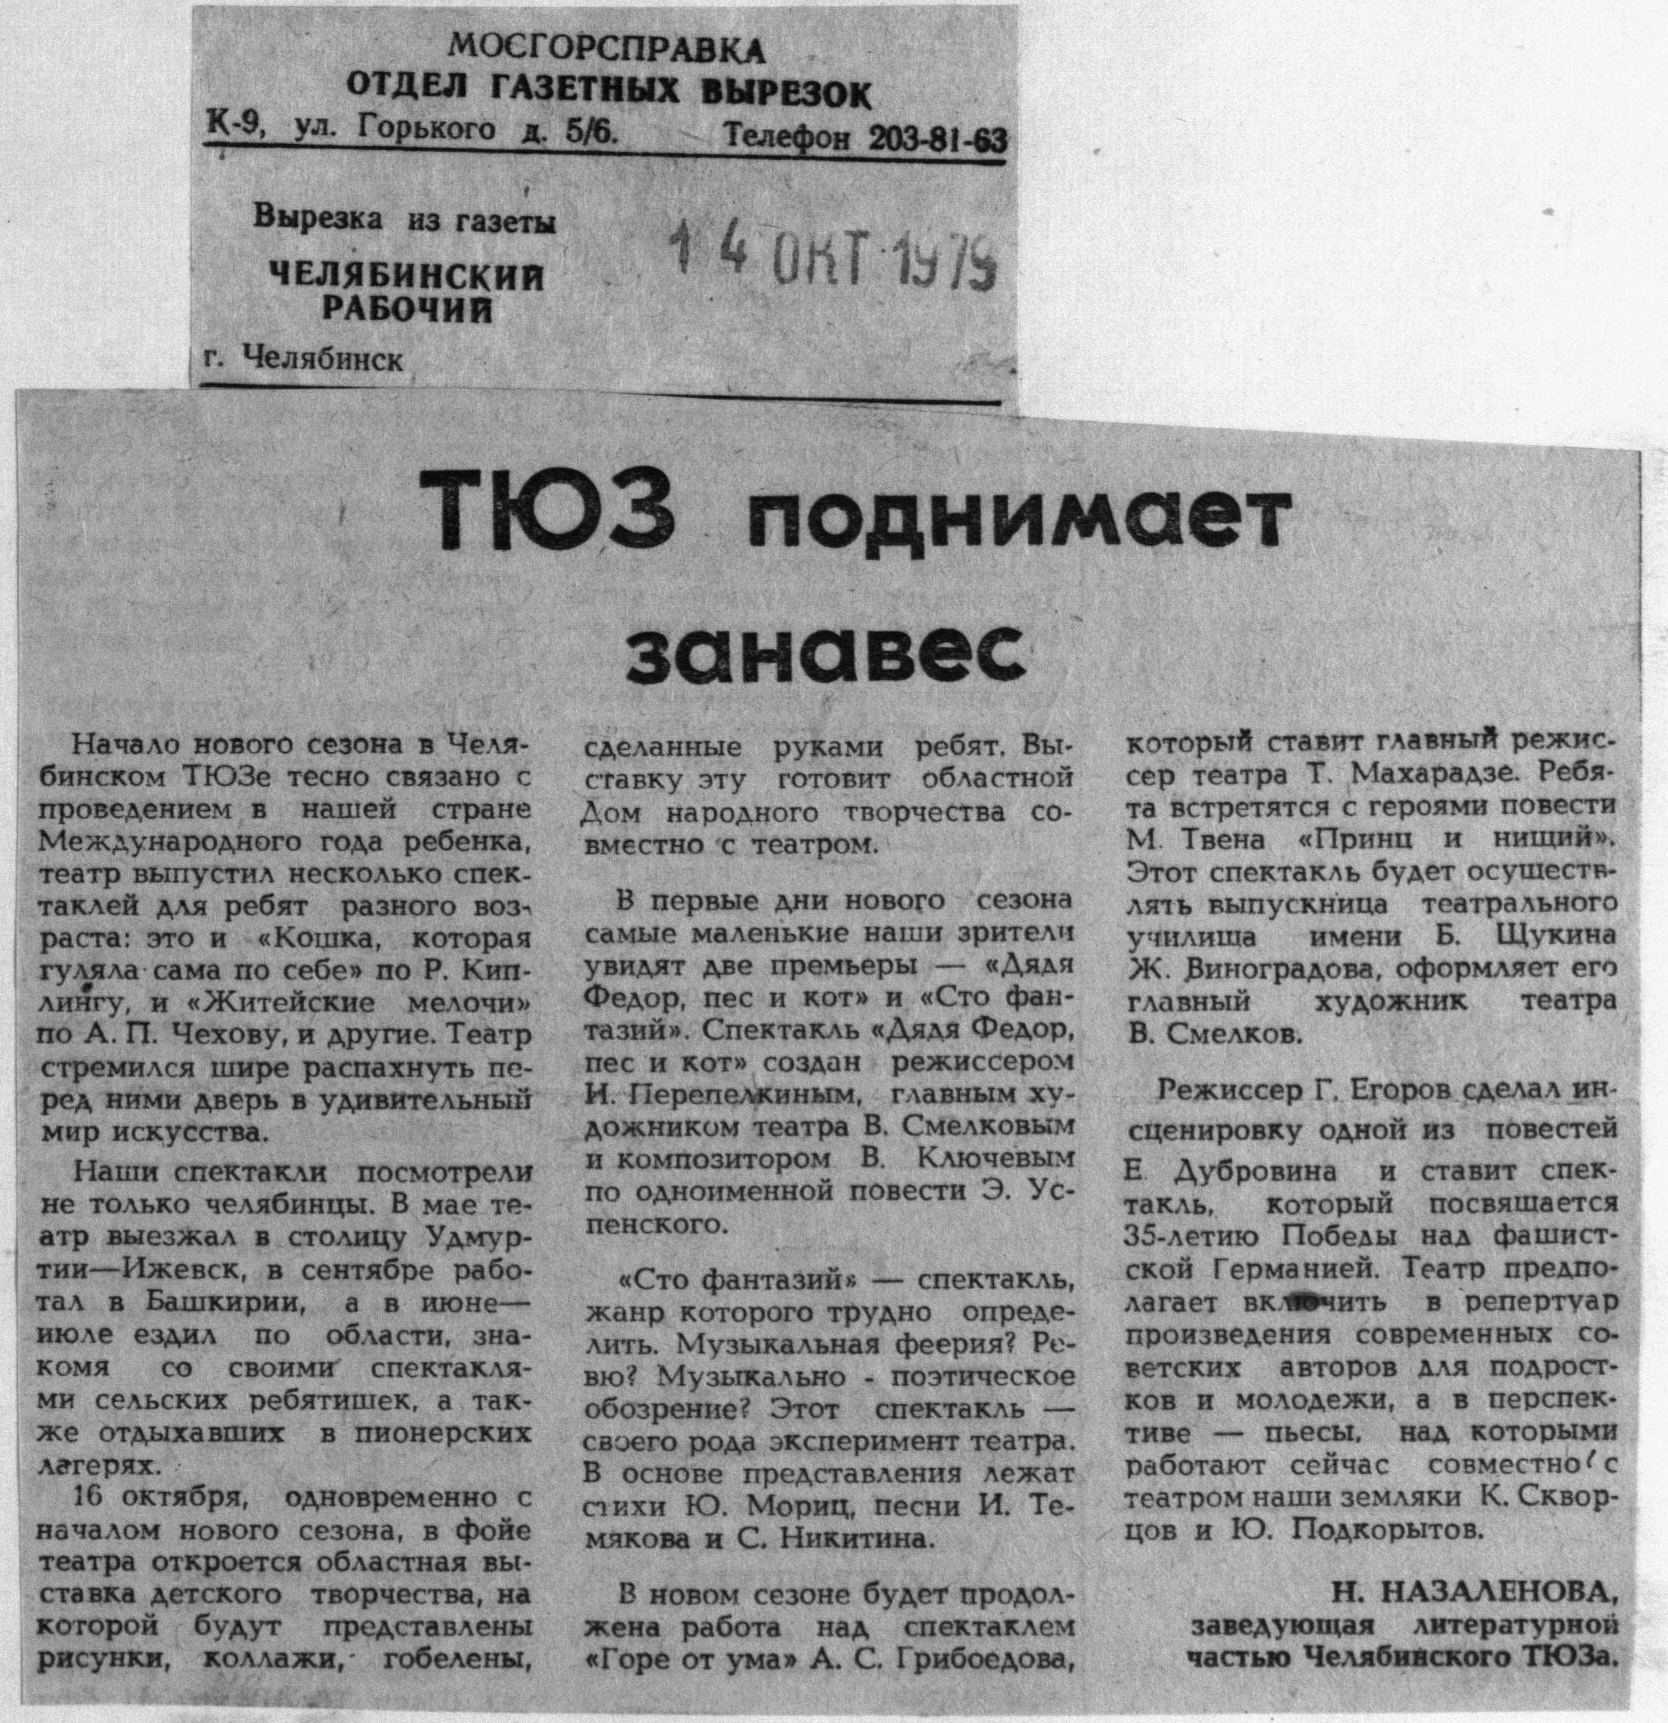 МОСГОРСПРАВКА
ОТДЕЛ ГАЗЕТНЫХ ВЫРЕЗОК
К-9, ул. Горького д. 5/6. Телефон 203-81-63
Вырезка из газеты
ЧЕЛЯБИНСКИЙ
РАБОЧИЙ
г. Челябинск
14 ОКТ 1979
ТЮЗ поднимает
занавес
Начало нового сезона в Челя-
бинском ТЮЗе тесно связано с
проведением в нашей стране
Международного года ребенка,
театр выпустил несколько спек-
таклей для ребят разного воз-
раста: это и «Кошка, которая
гуляла сама по себе» по Р. Кип-
лингу, и «Житейские мелочи»
по А. П. Чехову, и другие. Театр
стремился шире распахнуть пе-
ред ними дверь в удивительный
мир искусства.
Наши спектакли посмотрели
не только челябинцы. В мае те-
атр выезжал в столицу Удмур-
тии—Ижевск, в сентябре рабо-
тал в Башкирии, а в июне—
июле ездил по области, зна-
комя со своими спектакля-
ми сельских ребятишек, а так-
же отдыхавших в пионерских
лагерях.
16 октября, одновременно с
началом нового сезона, в фойе
театра откроется областная вы-
ставка детского творчества, на
которой будут представлены
рисунки, коллажи, гобелены,
сделанные руками ребят. Вы-
ставку эту готовит областной
Дом народного творчества со-
вместно с театром.
В первые дни нового сезона
самые маленькие наши зрители
увидят две премьеры — «Дядя
Федор, пес и кот» и «Сто фан-
тазий». Спектакль «Дядя Федор,
пес и кот» создан режиссером
И. Перепелкиным, главным ху-
дожником театра В. Смелковым
и композитором В. Ключевым
по одноименной повести Э. Ус-
пенского.
«Сто фантазий» — спектакль,
жанр которого трудно опреде-
лить. Музыкальная феерия? Ре-
вю? Музыкально - поэтическое
обозрение? Этот спектакль —
своего рода эксперимент театра.
В основе представления лежат
стихи Ю. Мориц, песни И. Те-
мякова и С. Никитина.
В новом сезоне будет продол-
жена работа над спектаклем
«Горе от ума» А. С. Грибоедова,
который ставит главный режис-
сер театра Т. Махарадзе. Ребя-
та встретятся с героями повести
М. Твена «Принц и нищий».
Этот спектакль будет осуществ-
лять выпускница театрального
училища имени Б. Щукина
Ж. Виноградова, оформляет его
главный художник театра
В. Смелков.
Режиссер Г. Егоров сделал ин-
сценировку одной из повестей
Е. Дубровина и ставит спек-
такль, который посвящается
35-летию Победы над фашист-
ской Германией. Театр предпо-
лагает включить в репертуар
произведения современных со-
ветских авторов для подрост-
ков и молодежи, а в перспек-
тиве — пьесы, над которыми
работают сейчас совместно с
театром наши земляки К. Сквор-
цов и Ю. Подкорытов.
Н. НАЗАЛЕНОВА,
заведующая литературной
частью Челябинского ТЮЗа.